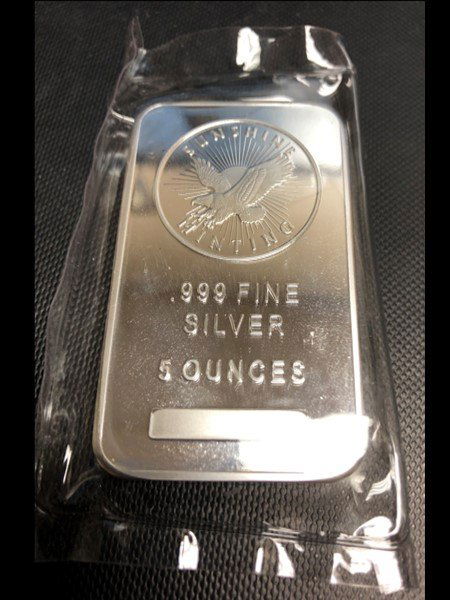 SUNSHINE
MINTING
.999 FINE
SILVER
5 OUNCES